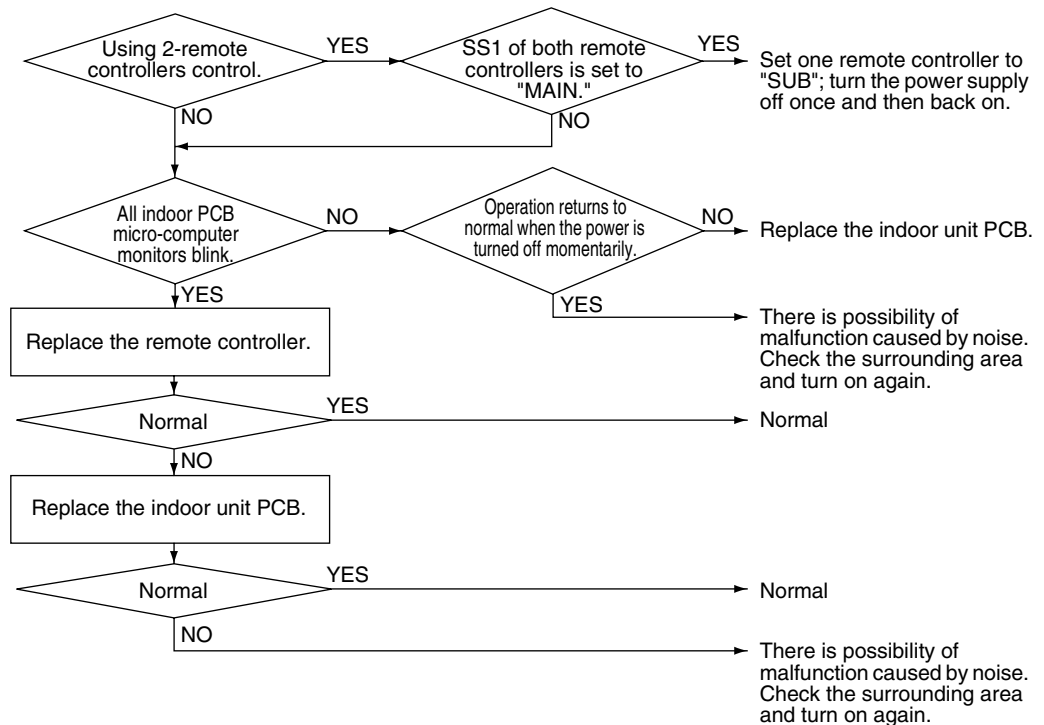 Using 2-remote
controllers control.
YES
SS1 of both remote
controllers is set to
"MAIN."
YES
Set one remote controller to
"SUB"; turn the power supply
off once and then back on.
NO
NO
All indoor PCB
micro-computer
monitors blink.
NO
Operation returns to
normal when the power is
turned off momentarily.
NO
Replace the indoor unit PCB.
YES
YES
There is possibility of
malfunction caused by noise.
Check the surrounding area
and turn on again.
Replace the remote controller.
Normal
YES
Normal
NO
Replace the indoor unit PCB.
Normal
YES
Normal
NO
There is possibility of
malfunction caused by noise.
Check the surrounding area
and turn on again.